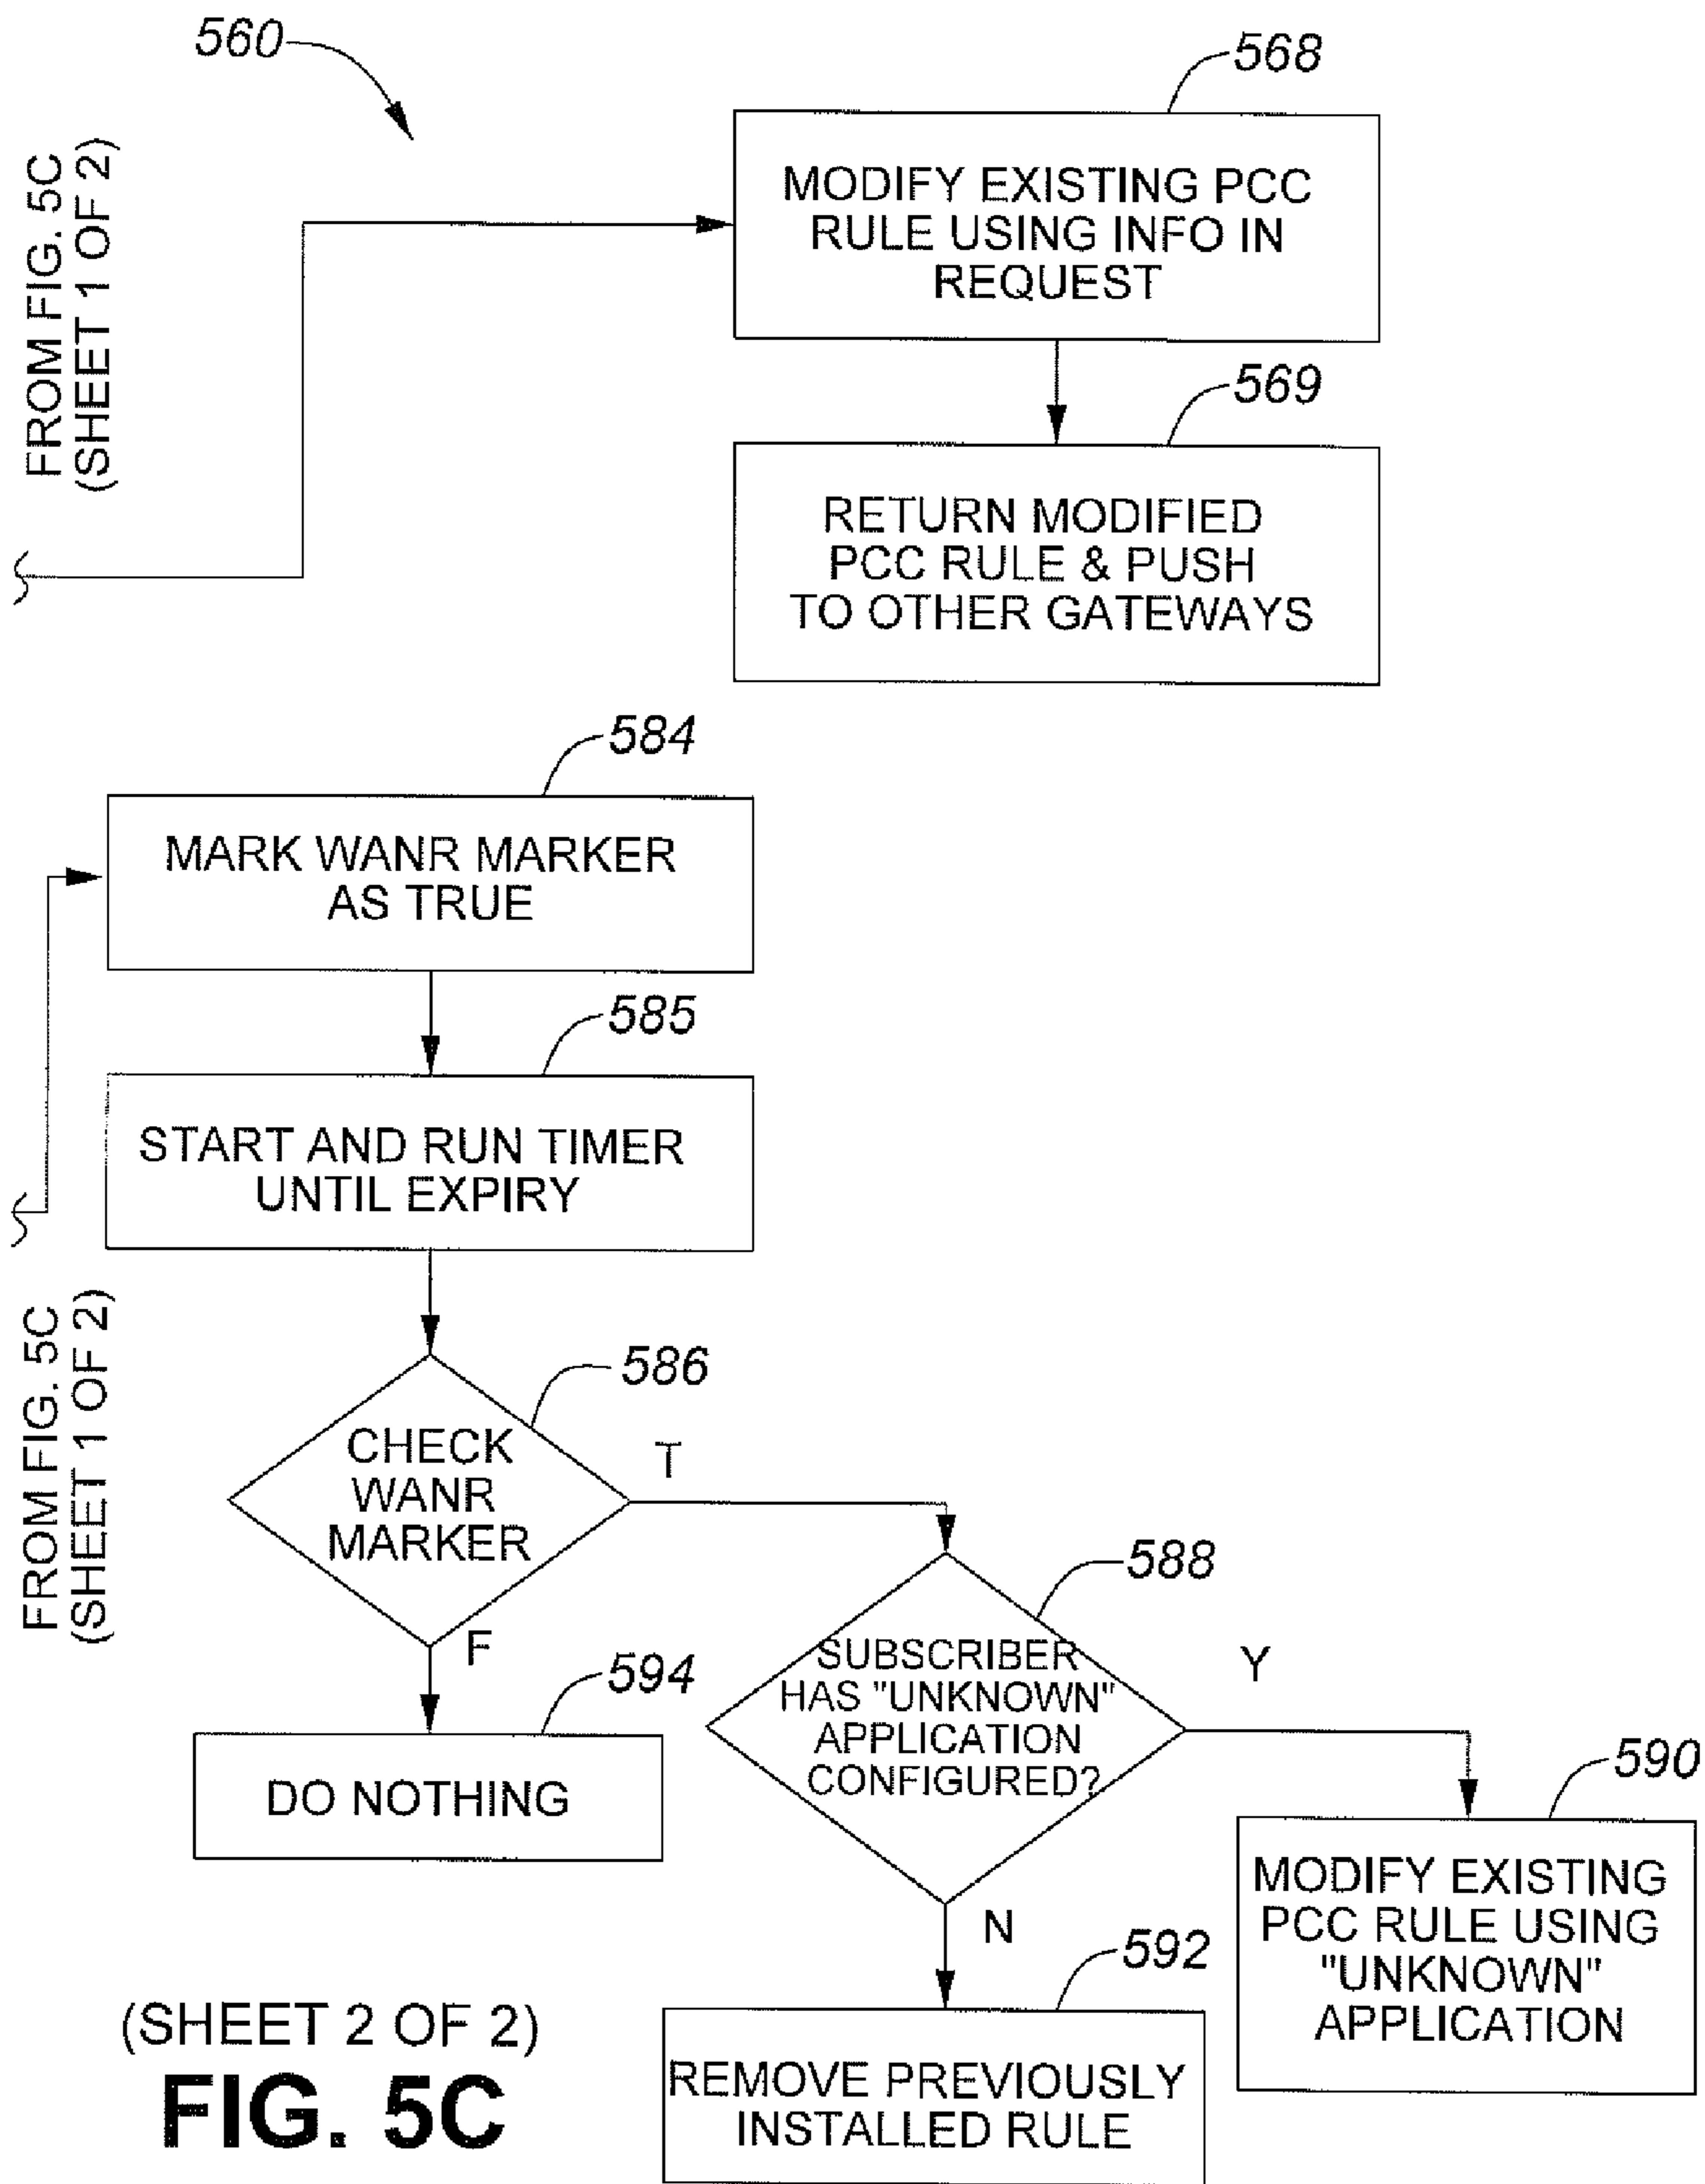 560
568
FROM FIG. 5C
(SHEET 1 OF 2)
MODIFY EXISTING PCC
RULE USING INFO IN
REQUEST
569
RETURN MODIFIED
PCC RULE & PUSH
TO OTHER GATEWAYS
584
MARK WANR MARKER
AS TRUE
585
START AND RUN TIMER
UNTIL EXPIRY
FROM FIG. 5C
(SHEET 1 OF 2)
586
CHECK
WANR
MARKER
T
F
588
SUBSCRIBER
HAS "UNKNOWN"
APPLICATION
CONFIGURED?
Y
N
594
DO NOTHING
590
MODIFY EXISTING
PCC RULE USING
"UNKNOWN"
APPLICATION
592
REMOVE PREVIOUSLY
INSTALLED RULE
(SHEET 2 OF 2)
FIG. 5C